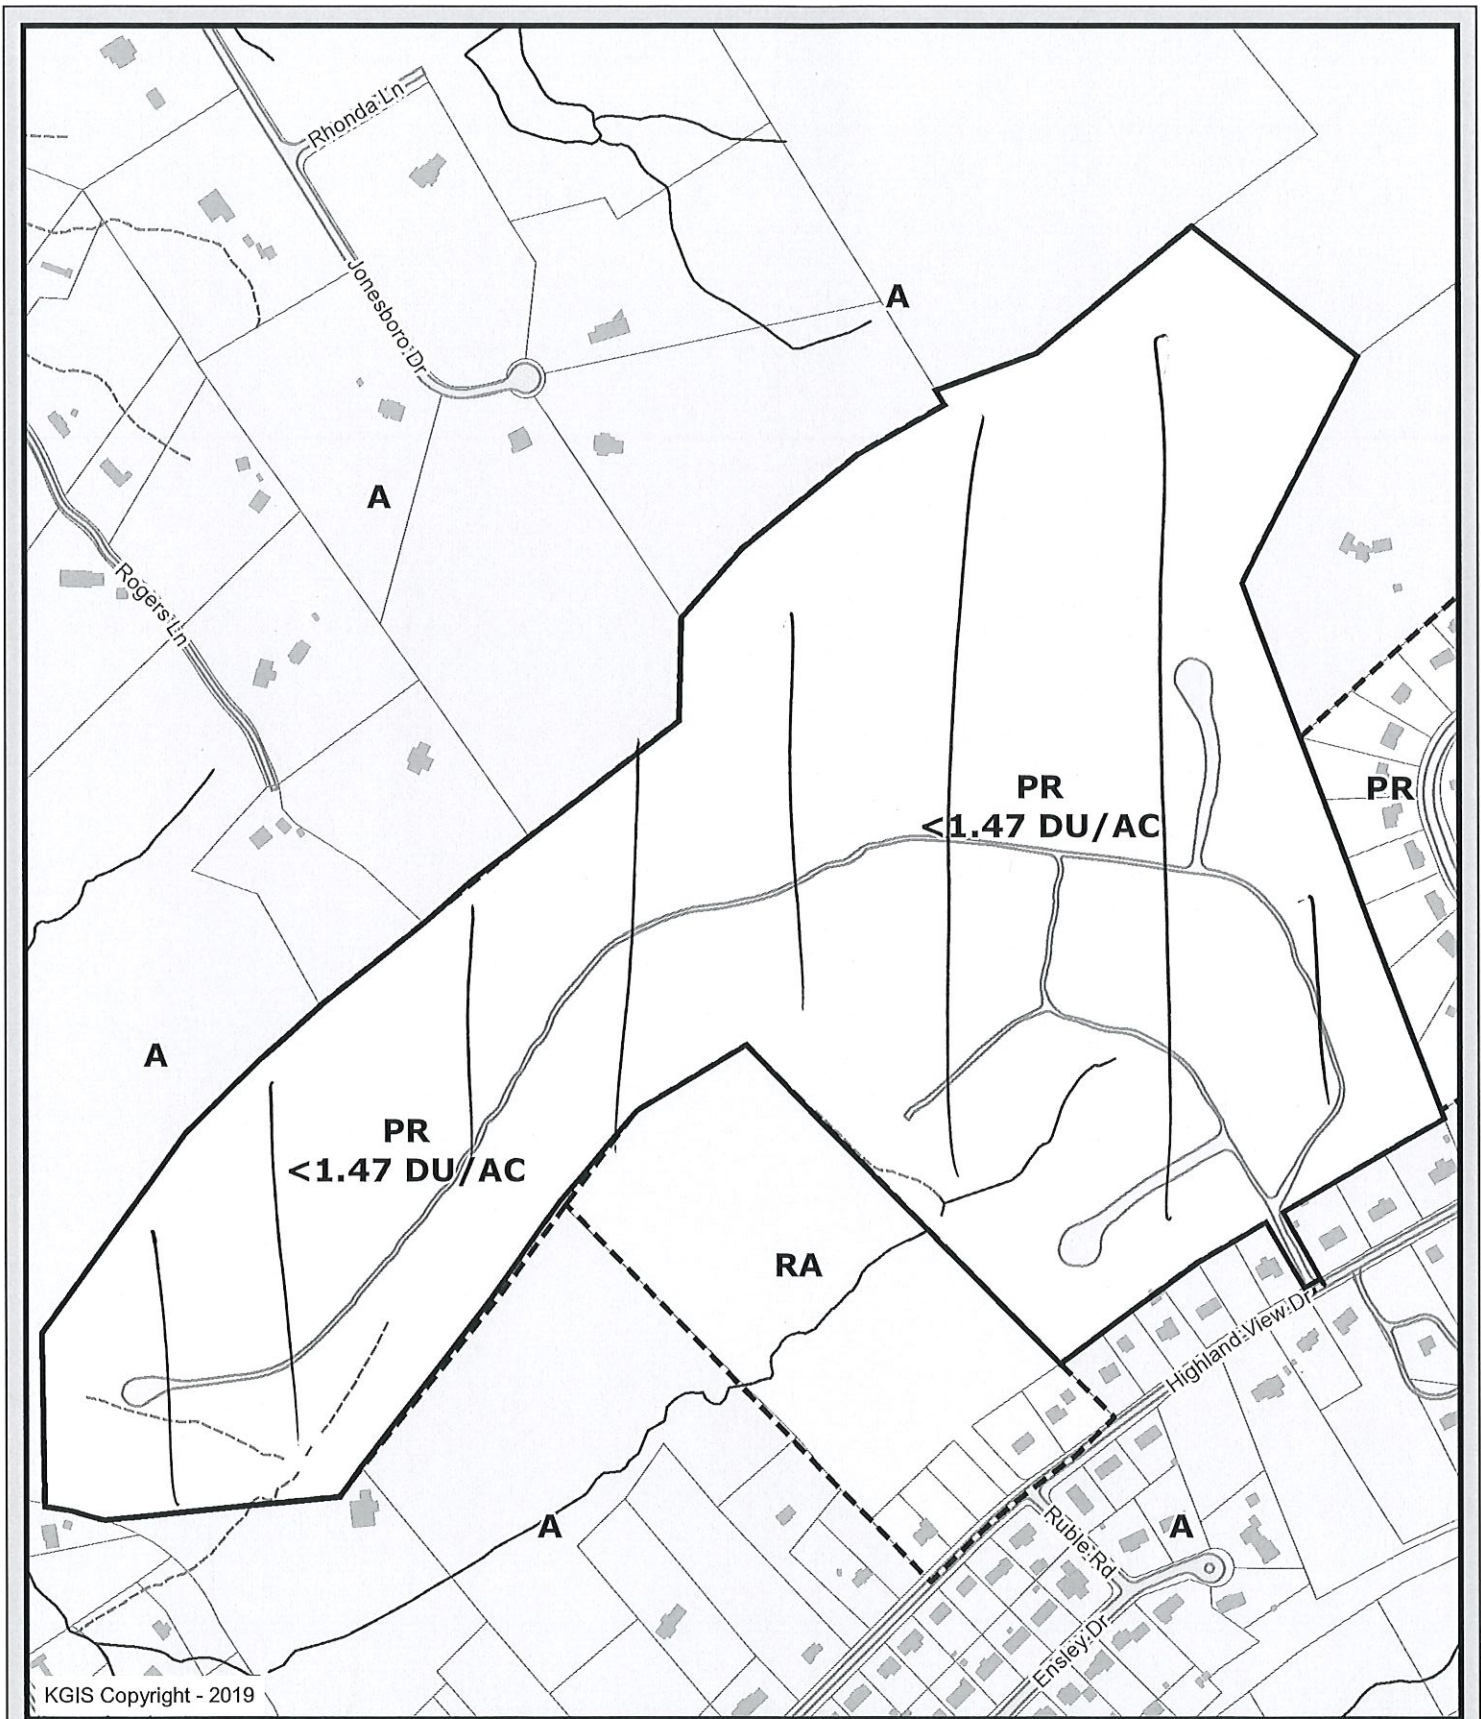 Rhonda Ln
Jonesboro Dr
A
A
Rogers Ln
PR
<1.47 DU/AC
PR
A
PR
<1.47 DU/AC
RA
Highland View Dr
A
Ruble Rd
A
Ensley Dr
KGIS Copyright - 2019